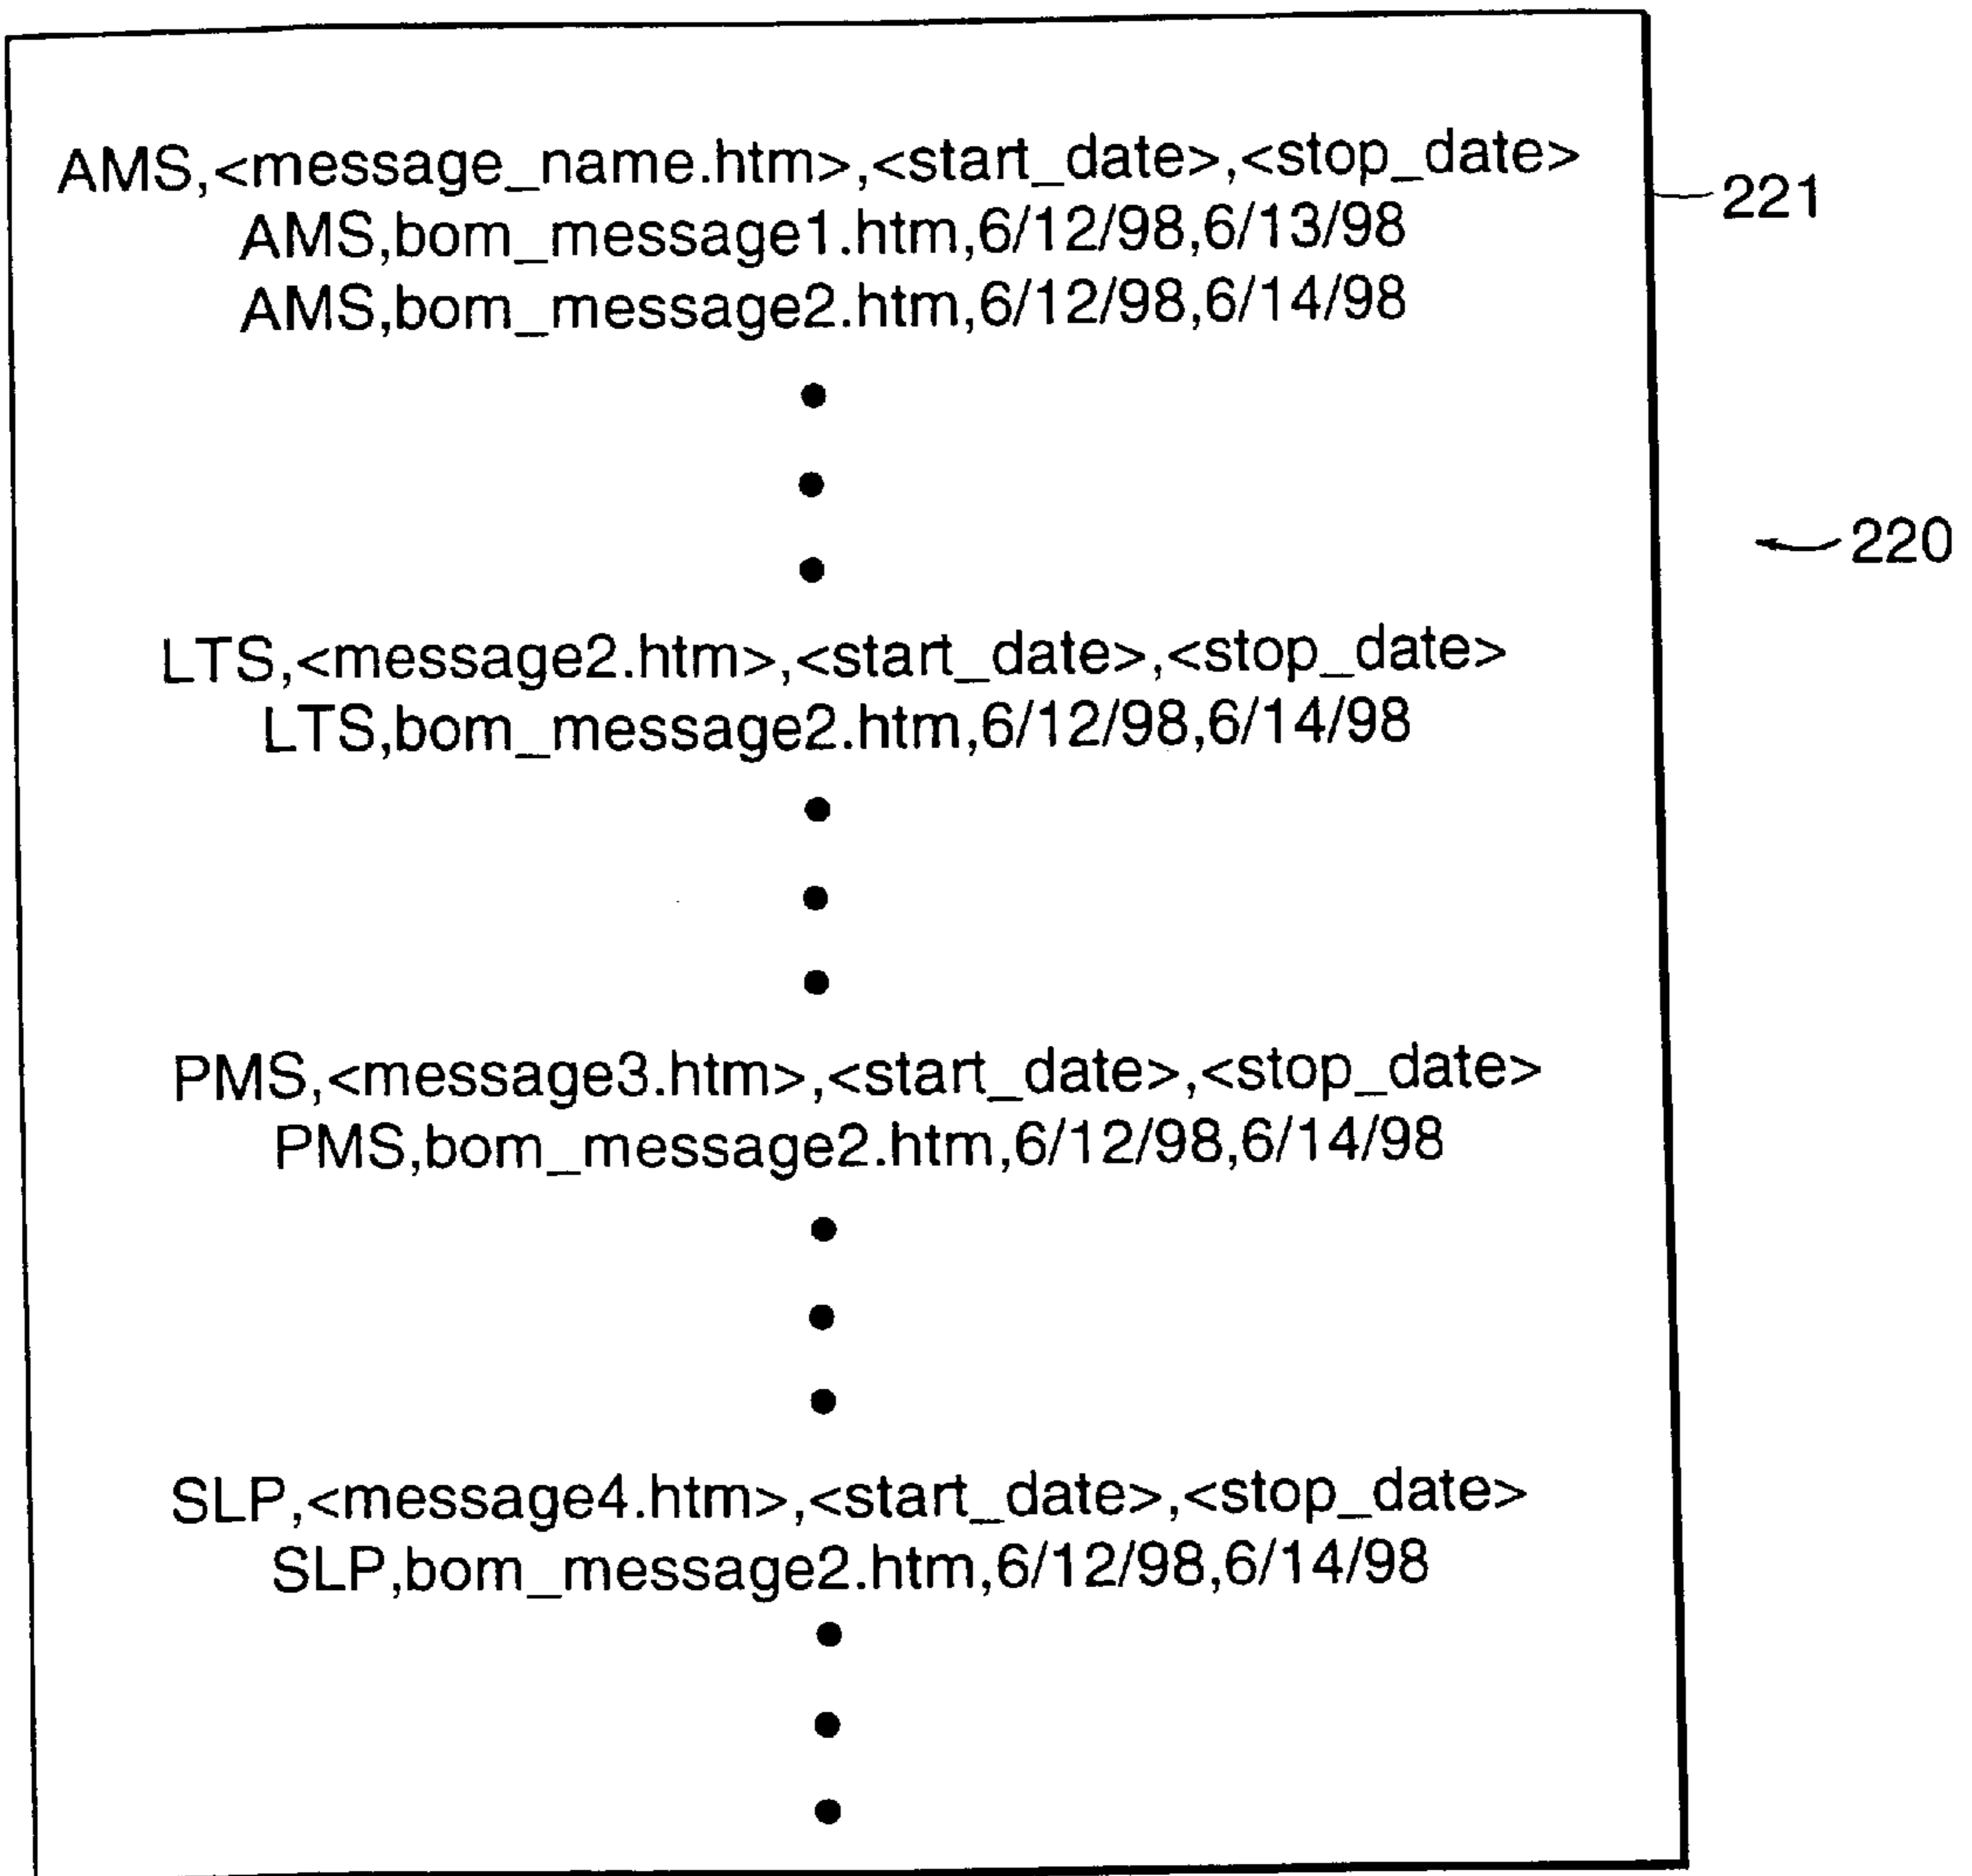 AMS,<message_name.htm>,<start_date>,<stop_date>
221
AMS,bom_message1.htm,6/12/98,6/13/98
AMS,bom_message2.htm,6/12/98,6/14/98
220
LTS,<message2.htm>,<start_date>,<stop_date>
LTS,bom_message2.htm,6/12/98,6/14/98
PMS,<message3.htm>,<start_date>,<stop_date>
PMS,bom_message2.htm,6/12/98,6/14/98
SLP,<message4.htm>,<start_date>,<stop_date>
SLP,bom_message2.htm,6/12/98,6/14/98